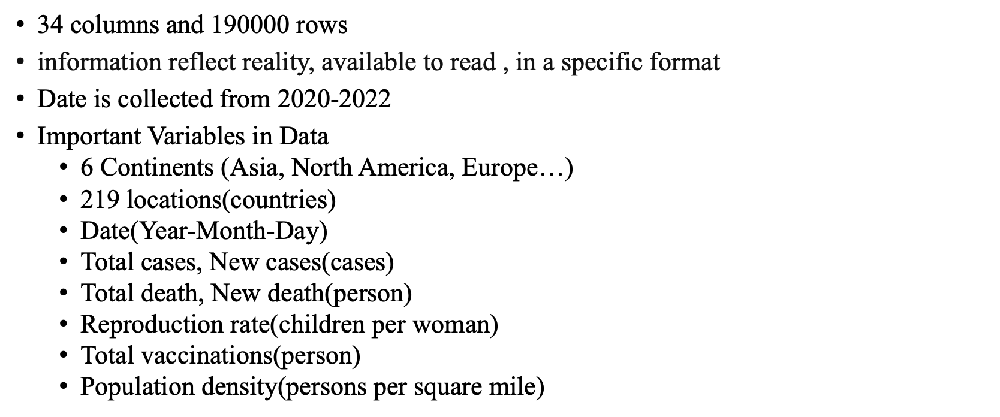 • 34 columns and 190000 rows
• information reflect reality, available to read , in a specific format
• Date is collected from 2020-2022
• Important Variables in Data
• 6 Continents (Asia, North America, Europe…)
• 219 locations(countries)
• Date(Year-Month-Day)
• Total cases, New cases(cases)
• Total death, New death(person)
• Reproduction rate(children per woman)
• Total vaccinations(person)
• Population density(persons per square mile)